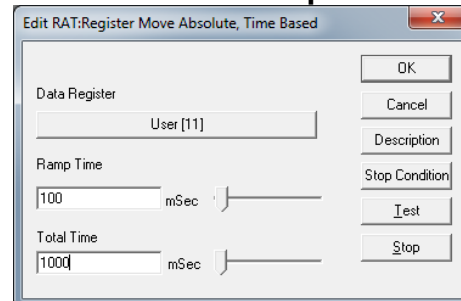 Edit RAT:Register Move Absolute, Time Based
OK
Data Register
Cancel
User [11]
Description
Ramp Time
Stop Condition
100 mSec
Test
Total Time
Stop
1000 mSec